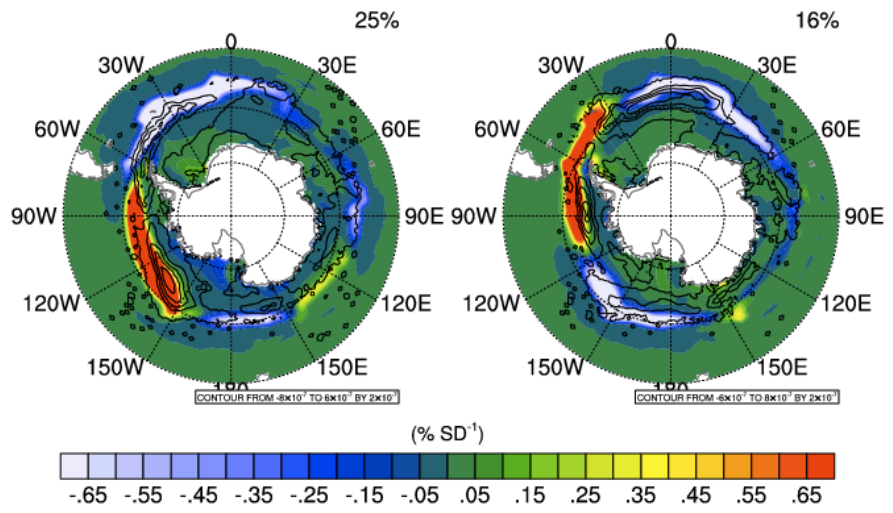 25% 16%
0 0
30W 30E 30W 30E
60W 60E 60W 60E
90W 90E 90W 90E
120W 120E 120W 120E
150W 150E 150W 150E
180 180
CONTOUR FROM -8×10⁻⁷ TO 6×10⁻⁷ BY 2×10⁻⁷ CONTOUR FROM -6×10⁻⁷ TO 8×10⁻⁷ BY 2×10⁻⁷
(% SD⁻¹)
-.65 -.55 -.45 -.35 -.25 -.15 -.05 .05 .15 .25 .35 .45 .55 .65